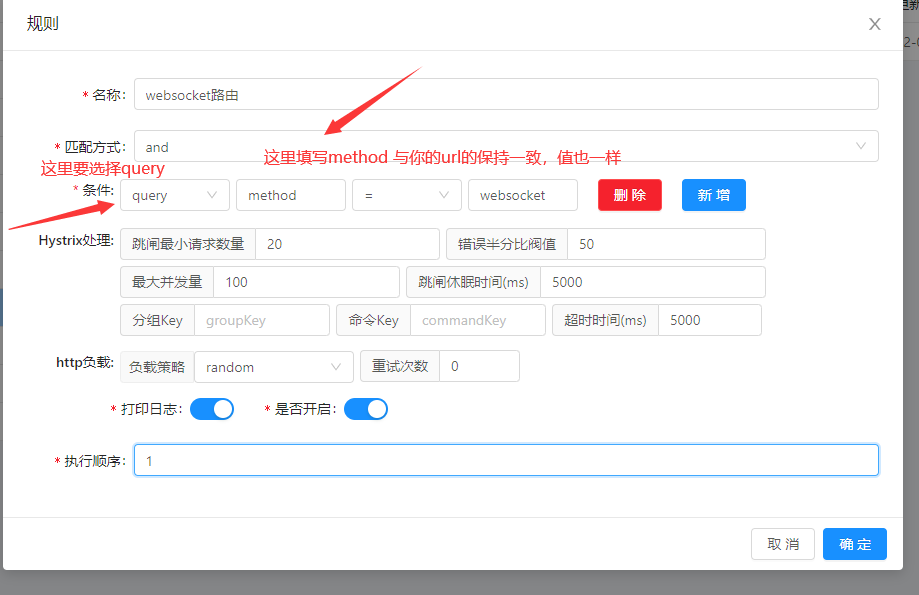 规则
* 名称: websocket路由
* 匹配方式: and
这里填写method 与你的url的保持一致，值也一样
这里要选择query
* 条件: query method = websocket 删 除 新 增
Hystrix处理: 跳闸最小请求数量 20 错误半分比阀值 50
最大并发量 100 跳闸休眠时间(ms) 5000
分组Key groupKey 命令Key commandKey 超时时间(ms) 5000
http负载: 负载策略 random 重试次数 0
* 打印日志: * 是否开启:
* 执行顺序: 1
取 消 确 定